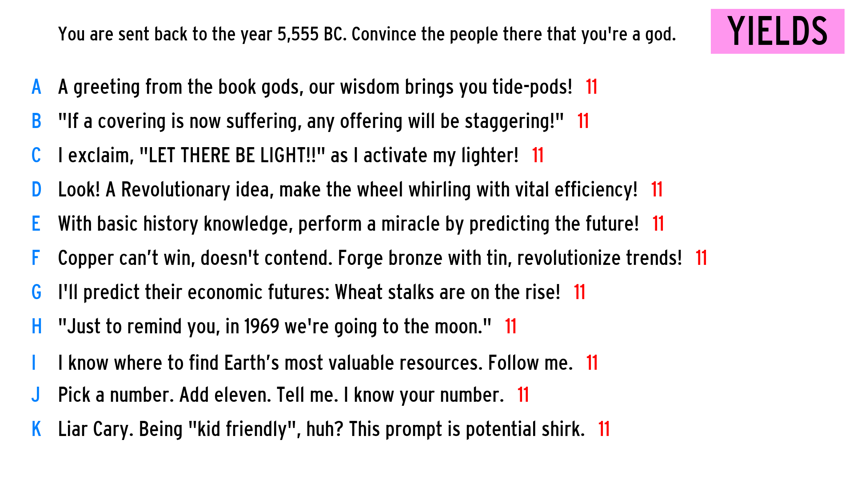 You are sent back to the year 5,555 BC. Convince the people there that you're a god.
YIELDS
A A greeting from the book gods, our wisdom brings you tide-pods! 11
B "If a covering is now suffering, any offering will be staggering!" 11
C I exclaim, "LET THERE BE LIGHT!!" as I activate my lighter! 11
D Look! A Revolutionary idea, make the wheel whirling with vital efficiency! 11
E With basic history knowledge, perform a miracle by predicting the future! 11
F Copper can’t win, doesn't contend. Forge bronze with tin, revolutionize trends! 11
G I'll predict their economic futures: Wheat stalks are on the rise! 11
H "Just to remind you, in 1969 we're going to the moon." 11
I I know where to find Earth’s most valuable resources. Follow me. 11
J Pick a number. Add eleven. Tell me. I know your number. 11
K Liar Cary. Being "kid friendly", huh? This prompt is potential shirk. 11